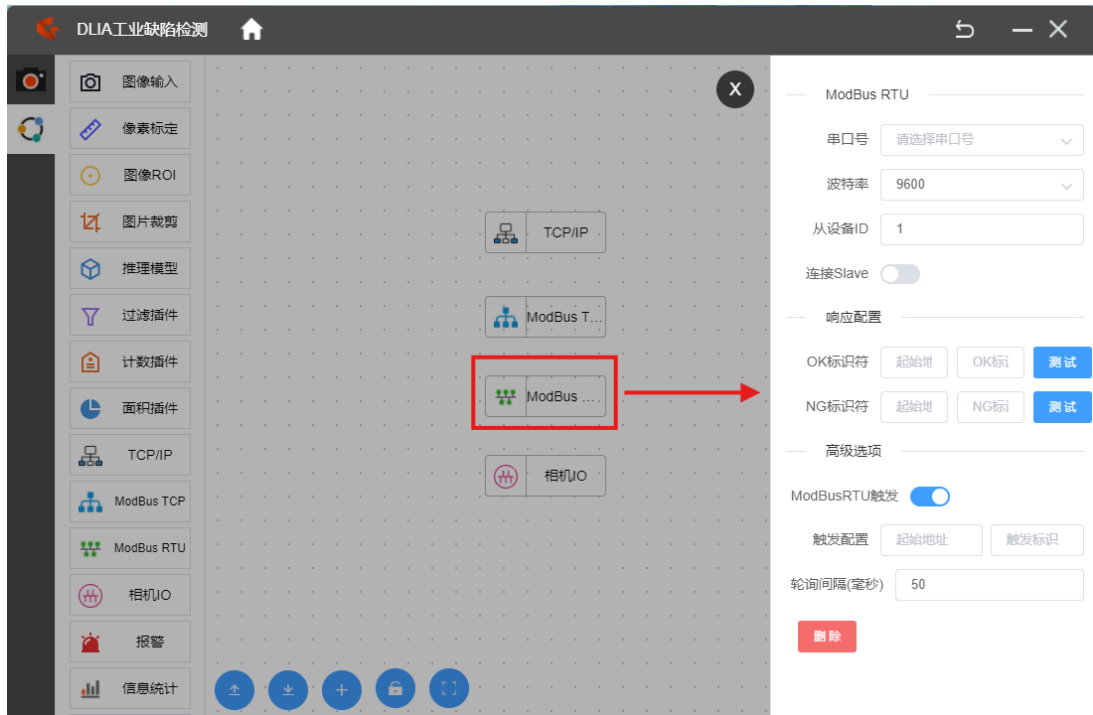 DLIA工业缺陷检测
图像输入
像素标定
图像ROI
图片裁剪
推理模型
过滤插件
计数插件
面积插件
TCP/IP
ModBus TCP
ModBus RTU
相机IO
报警
信息统计
TCP/IP
ModBus T...
ModBus ...
相机IO
X
ModBus RTU
串口号 请选择串口号
波特率 9600
从设备ID 1
连接Slave
响应配置
OK标识符 起始地 OK标 测试
NG标识符 起始地 NG标 测试
高级选项
ModBusRTU触发
触发配置 起始地址 触发标识
轮询间隔(毫秒) 50
删除